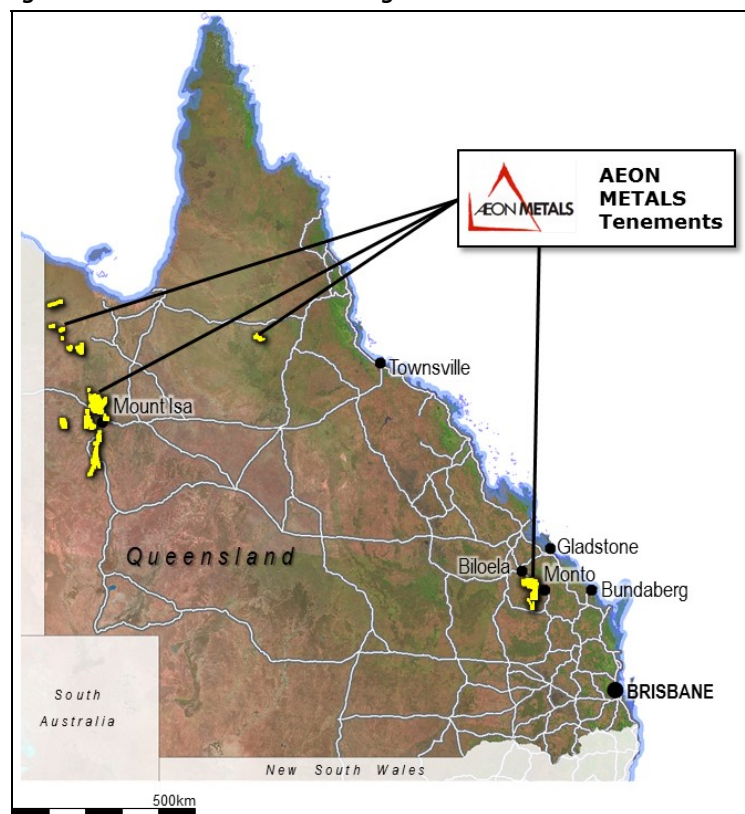 AEON METALS
AEON
METALS
Tenements
Townsville
Mount Isa
Queensland
Gladstone
Biloela
Monto
Bundaberg
BRISBANE
South
Australia
New South Wales
500km